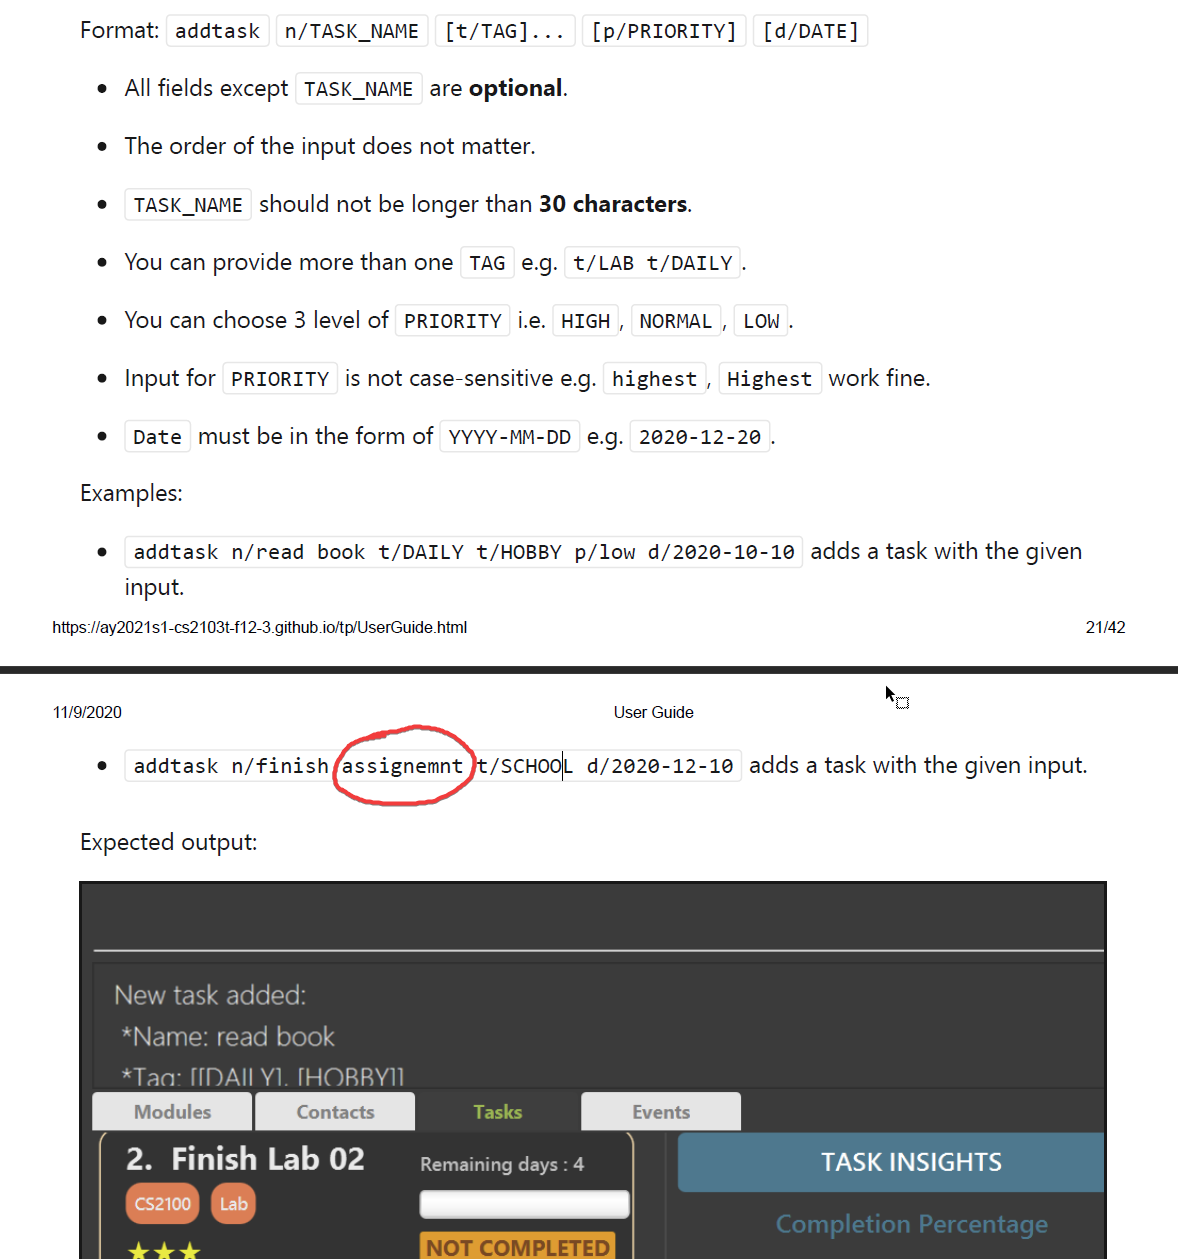 Format: addtask n/TASK_NAME [t/TAG]... [p/PRIORITY] [d/DATE]
• All fields except TASK_NAME are optional.
• The order of the input does not matter.
• TASK_NAME should not be longer than 30 characters.
• You can provide more than one TAG e.g. t/LAB t/DAILY.
• You can choose 3 level of PRIORITY i.e. HIGH, NORMAL, LOW.
• Input for PRIORITY is not case-sensitive e.g. highest, Highest work fine.
• Date must be in the form of YYYY-MM-DD e.g. 2020-12-20.
Examples:
• addtask n/read book t/DAILY t/HOBBY p/low d/2020-10-10 adds a task with the given
input.
https://ay2021s1-cs2103t-f12-3.github.io/tp/UserGuide.html 21/42
11/9/2020 User Guide
• addtask n/finish assignemnt t/SCHOOL d/2020-12-10 adds a task with the given input.
Expected output:
New task added:
*Name: read book
*Tag: [[DAILY], [HOBBY]]
Modules Contacts Tasks Events
2. Finish Lab 02 Remaining days : 4 TASK INSIGHTS
CS2100 Lab
Completion Percentage
NOT COMPLETED